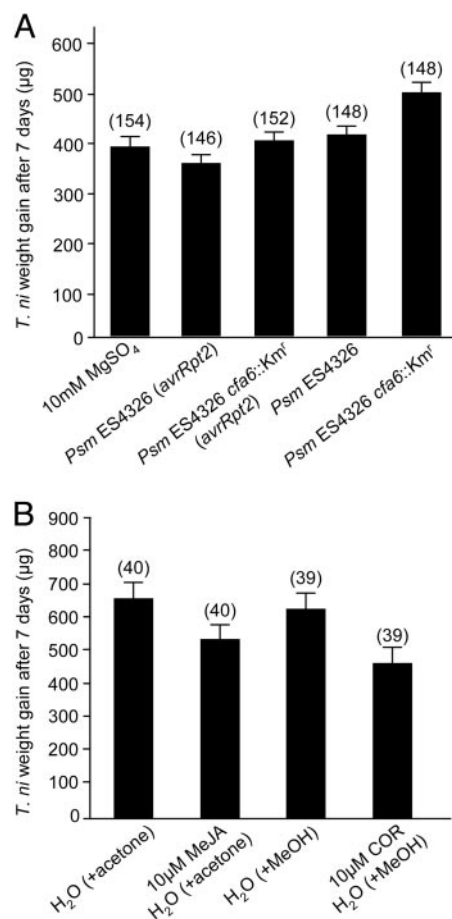 A
T. ni weight gain after 7 days (µg)
600
500
400
300
200
100
0
(154)
(146)
(152)
(148)
(148)
10mM MgSO₄
Psm ES4326 (avrRpt2)
Psm ES4326 cfa6::Kmʳ
(avrRpt2)
Psm ES4326
Psm ES4326 cfa6::Kmʳ
B
T. ni weight gain after 7 days (µg)
900
800
700
600
500
400
300
200
100
0
(40)
(40)
(39)
(39)
H₂O (+acetone)
10µM MeJA
H₂O (+acetone)
H₂O (+MeOH)
10µM COR
H₂O (+MeOH)